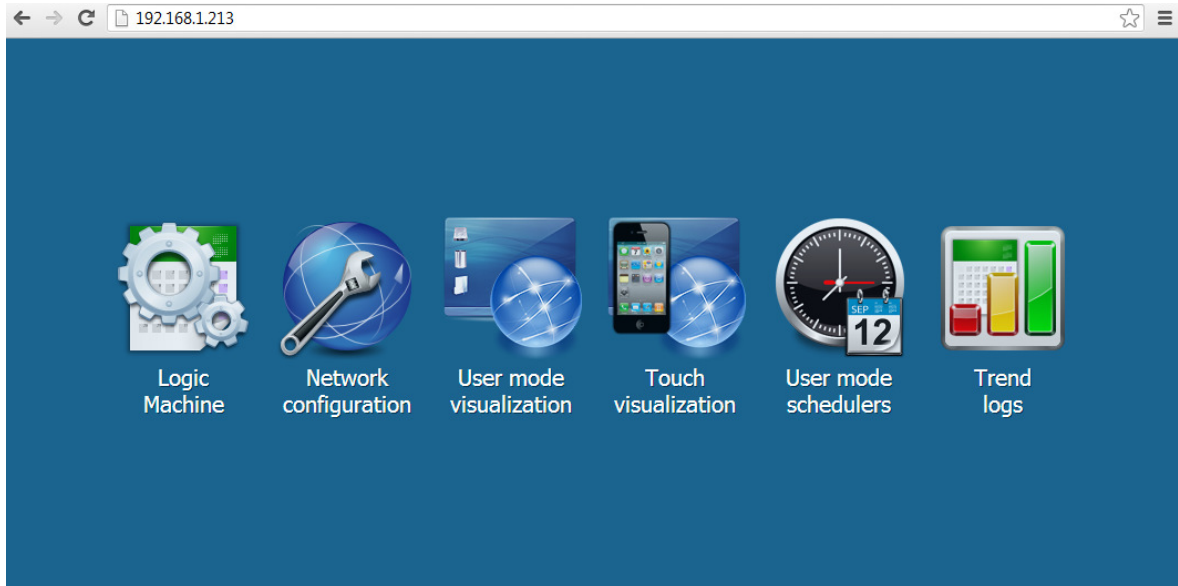 192.168.1.213
SEP
12
Logic
Machine
Network
configuration
User mode
visualization
Touch
visualization
User mode
schedulers
Trend
logs